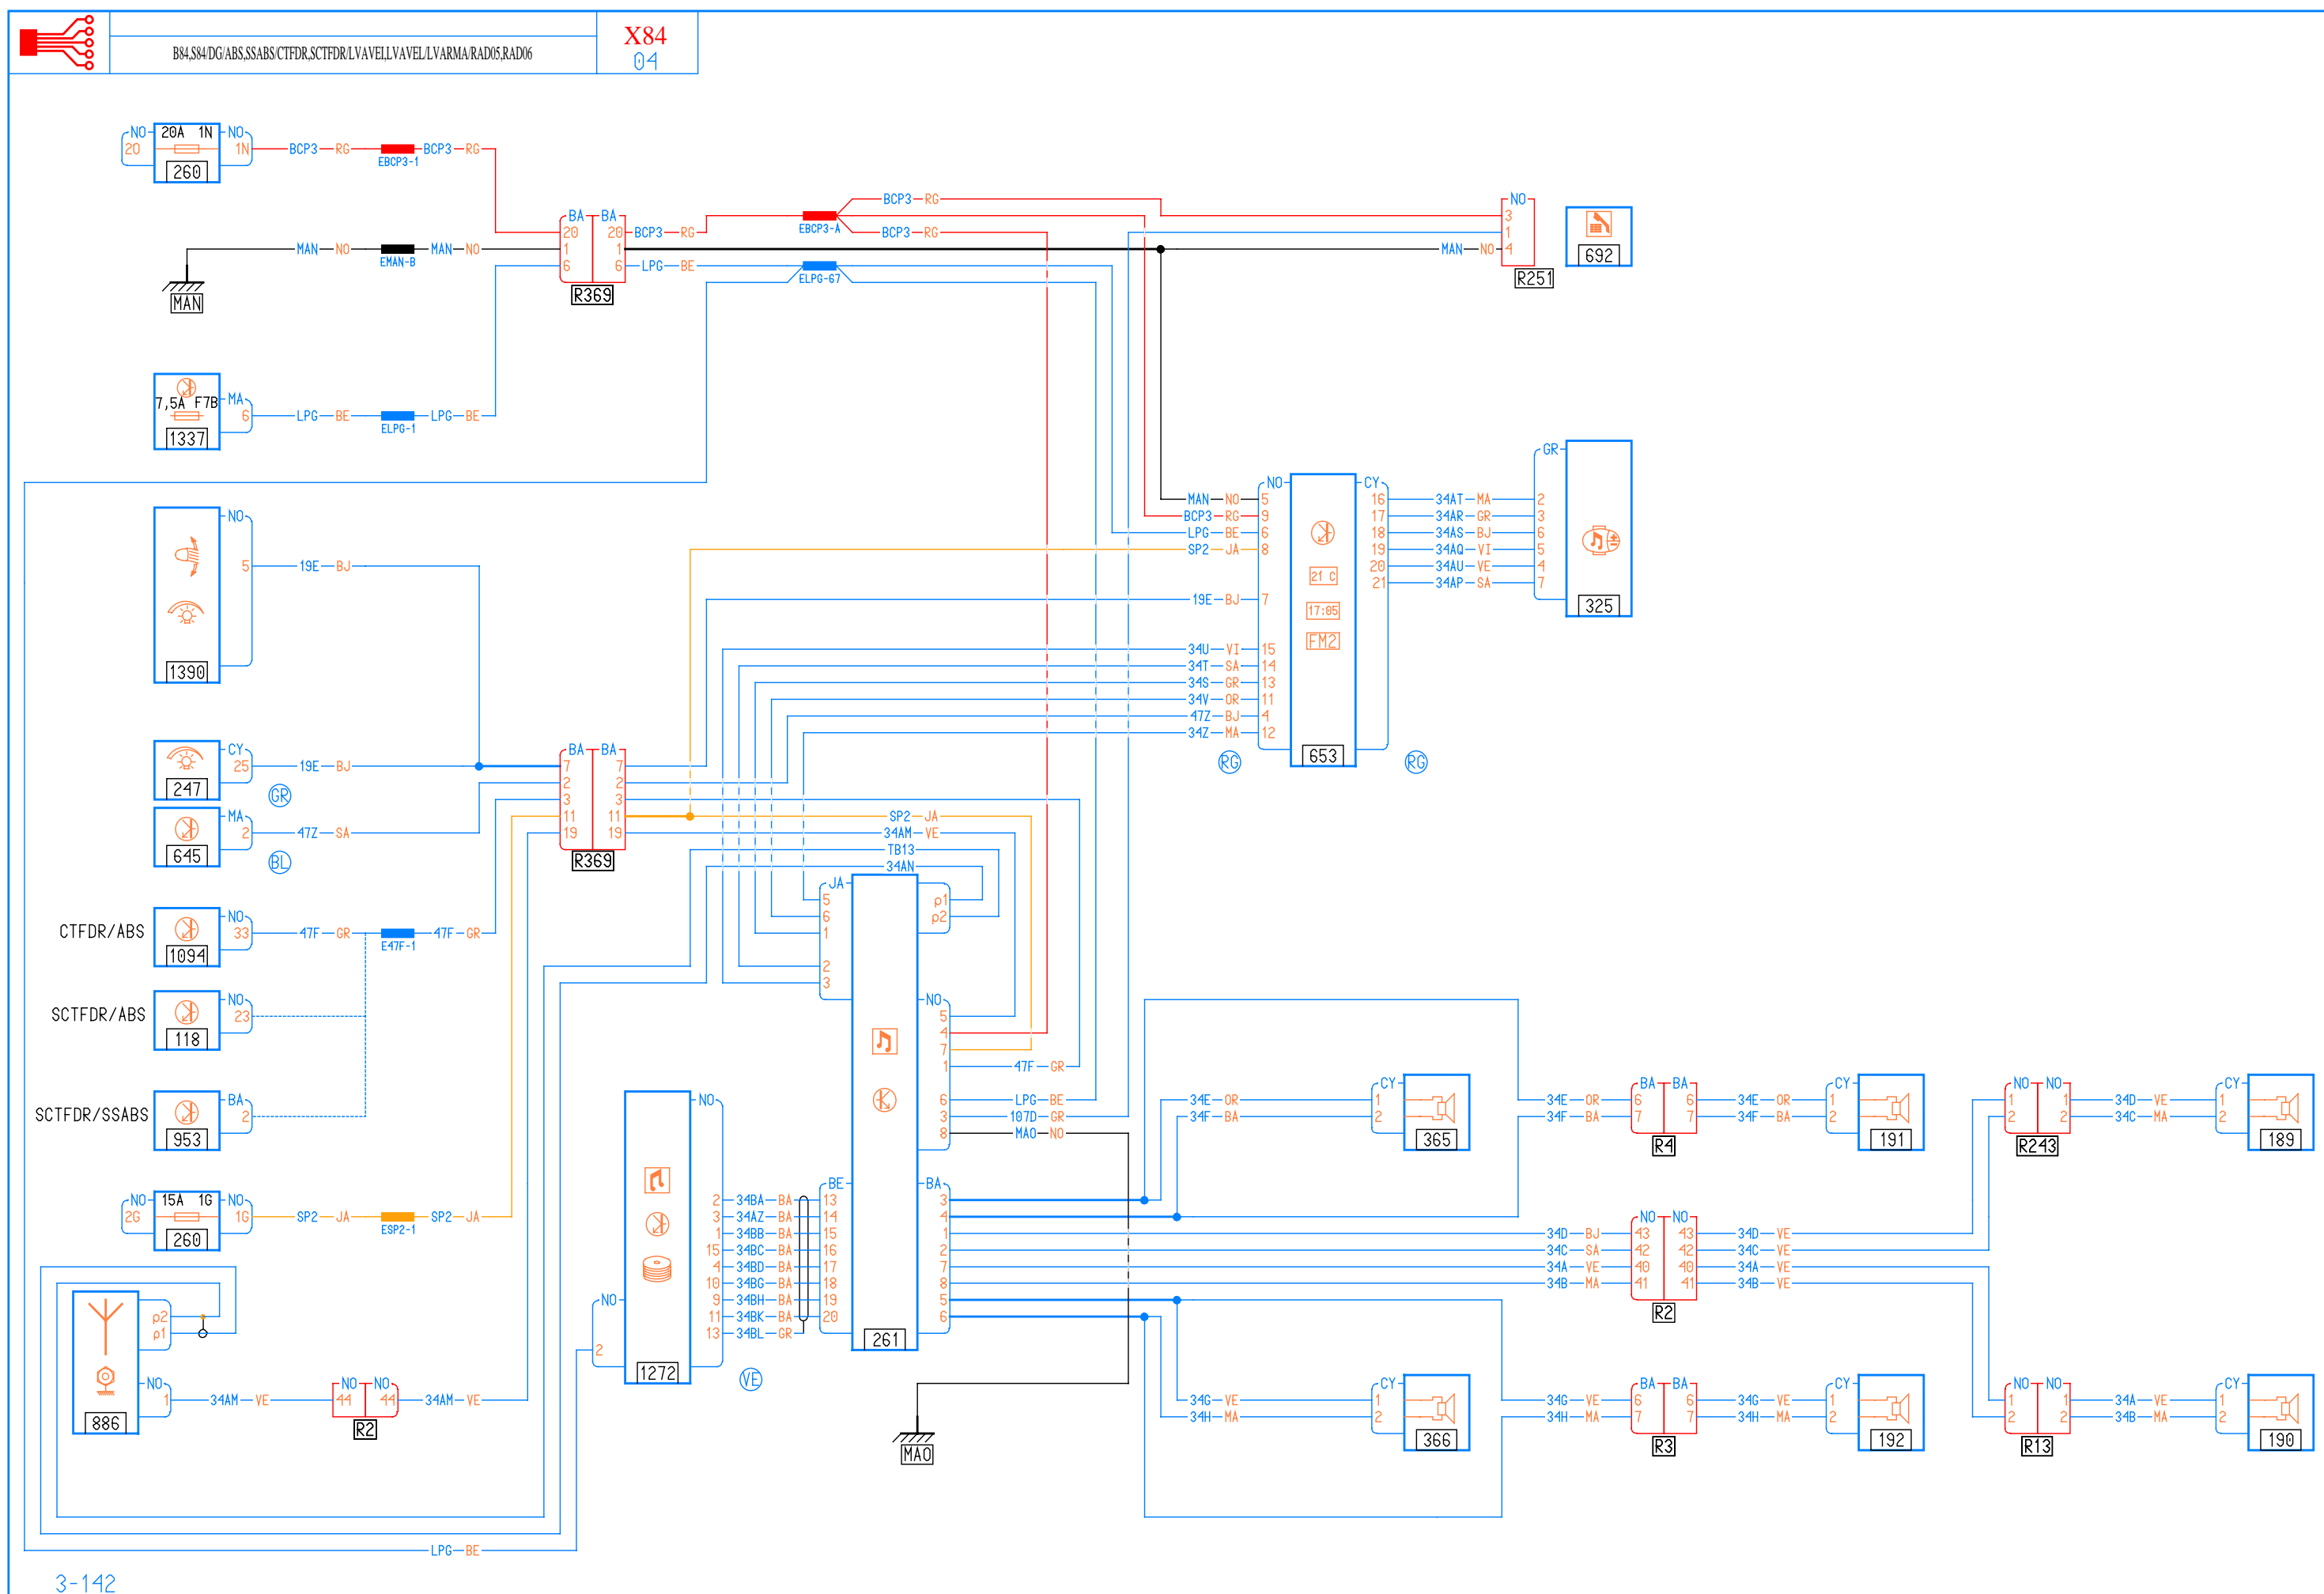 B84,S84/DG/ABS,SSABS/CTFDR,SCTFDR/LVAVEI,LVAVEL/LVARMA/RAD05,RAD06
X84
04
NO 20A 1N NO
20 1N BCP3 RG EBCP3-1 BCP3 RG
260
MAN NO EMAN-B MAN NO
MAN
BA BA
20 20 BCP3 RG EBCP3-A
1 1
6 6 LPG BE ELPG-67
R369
BCP3 RG
BCP3 RG
NO
3
1
MAN NO 4
R251
692
7,5A F7B MA
6 LPG BE ELPG-1 LPG BE
1337
NO
5 19E BJ
1390
NO CY
MAN NO 5
BCP3 RG 9
LPG BE 6
SP2 JA 8
19E BJ 7
34U VI 15
34T SA 14
34S GR 13
34V OR 11
47Z BJ 4
34Z MA 12
21 C
17:05
FM2
653
RG RG
16 34AT MA 2
17 34AR GR 3
18 34AS BJ 6
19 34AQ VI 5
20 34AU VE 4
21 34AP SA 7
GR
325
CY
25 19E BJ
247
GR
MA
2 47Z SA
645
BL
BA BA
7 7
2 2
3 3
11 11
19 19
R369
SP2 JA
34AM VE
TB13
34AN
CTFDR/ABS
NO
33 47F GR E47F-1 47F GR
1094
SCTFDR/ABS
NO
23
118
SCTFDR/SSABS
BA
2
953
NO 15A 1G NO
2G 1G SP2 JA ESP2-1 SP2 JA
260
p2
p1
NO
1 34AM VE
886
NO NO
44 44 34AM VE
R2
LPG BE
JA
5
6
1
2
3
p1
p2
NO
5
4
7
1 47F GR
6 LPG BE
3 107D GR
8 MAO NO
MAO
NO
2 34BA BA 13
3 34AZ BA 14
1 34BB BA 15
15 34BC BA 16
4 34BD BA 17
10 34BG BA 18
9 34BH BA 19
11 34BK BA 20
13 34BL GR
NO
2
1272
VE
BE BA
3
4
1
2
7
8
5
6
261
34E OR 1
34F BA 2
CY
365
34E OR 6
34F BA 7
BA BA
6 34E OR 1
7 34F BA 2
R4
CY
191
NO NO
1 1 34D VE 1
2 2 34C MA 2
R243
CY
189
NO NO
34D BJ 43 43 34D VE
34C SA 42 42 34C VE
34A VE 40 40 34A VE
34B MA 41 41 34B VE
R2
34G VE 1
34H MA 2
CY
366
BA BA
34G VE 6 6 34G VE 1
34H MA 7 7 34H MA 2
R3
CY
192
NO NO
1 1 34A VE 1
2 2 34B MA 2
R13
CY
190
3-142